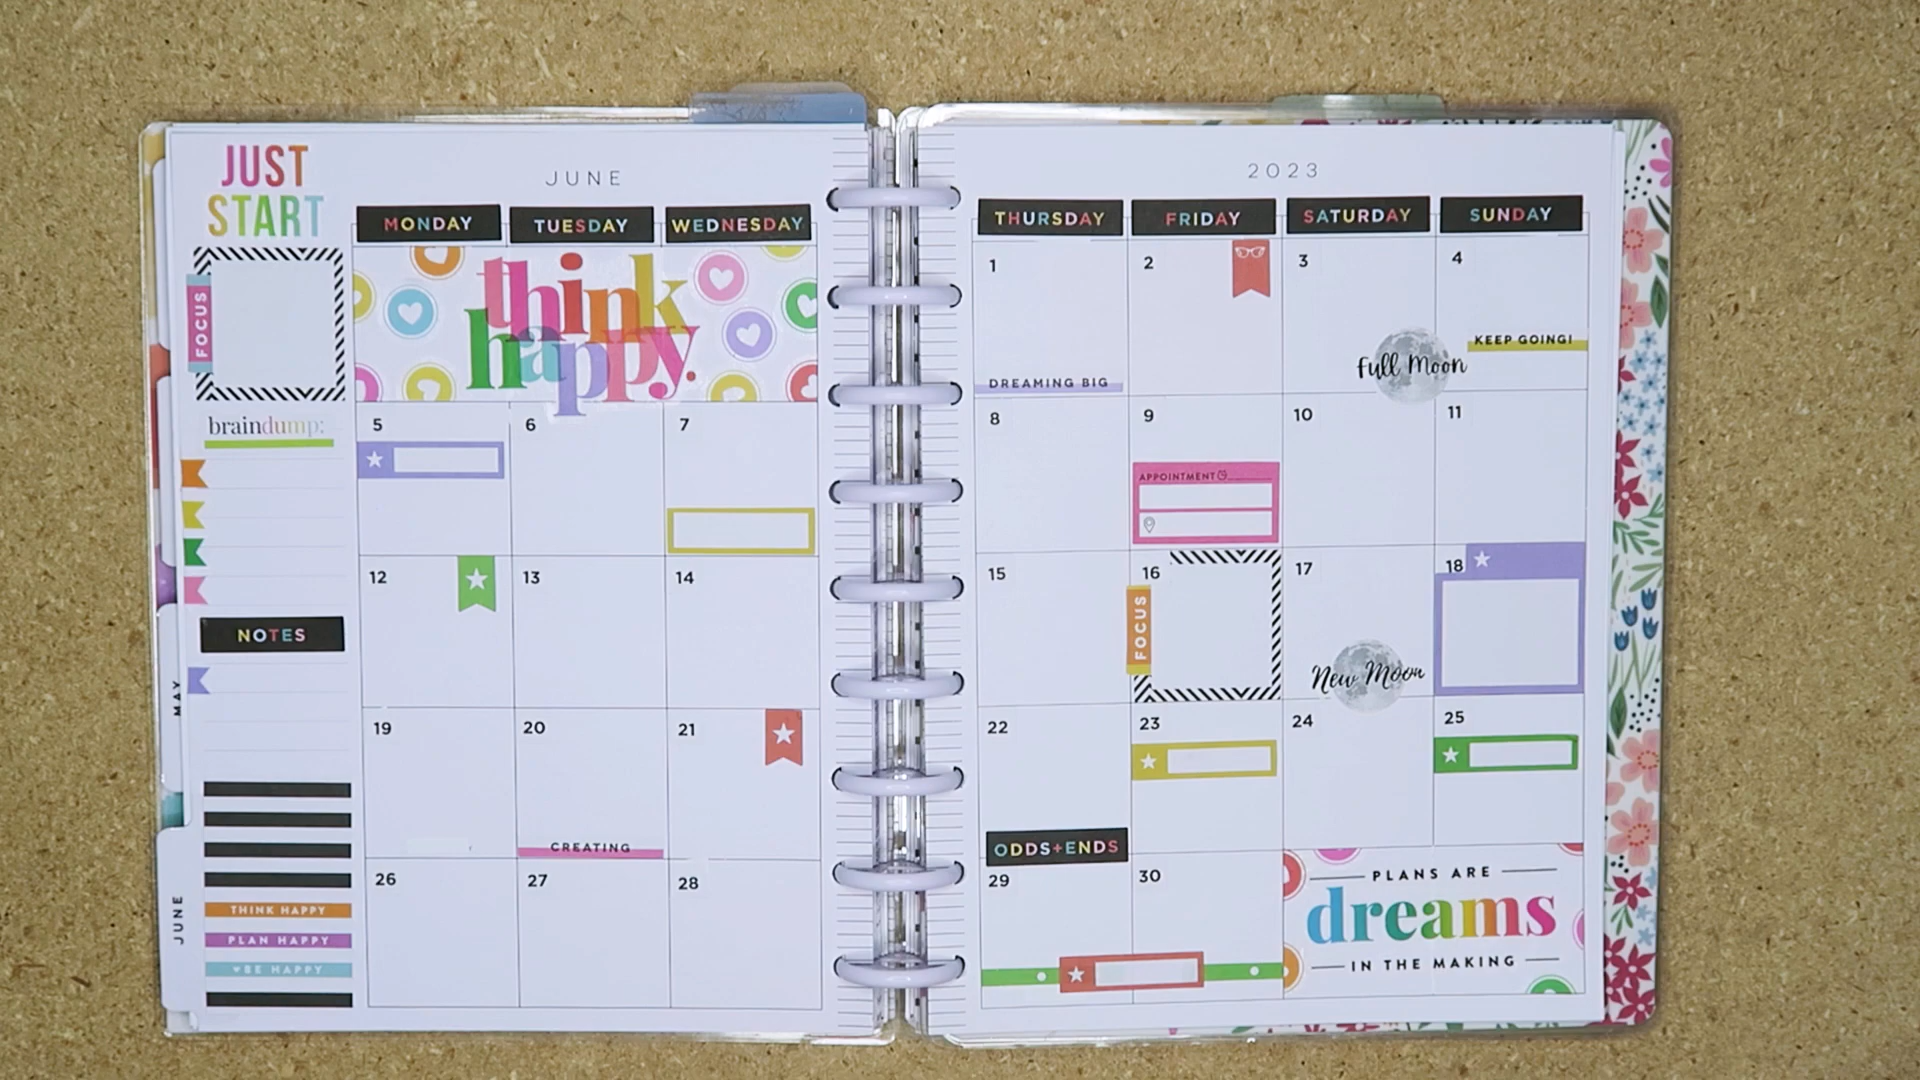 JUST
START
JUNE
2023
MONDAY
TUESDAY
WEDNESDAY
THURSDAY
FRIDAY
SATURDAY
SUNDAY
FOCUS
think
happy.
1
2
3
4
DREAMING BIG
Full Moon
KEEP GOING!
braindump:
5
6
7
8
9
10
11
APPOINTMENT
12
13
14
15
16
17
18
FOCUS
New Moon
NOTES
MAY
19
20
21
22
23
24
25
CREATING
ODDS+ENDS
26
27
28
29
30
PLANS ARE
dreams
IN THE MAKING
JUNE
THINK HAPPY
PLAN HAPPY
♥BE HAPPY